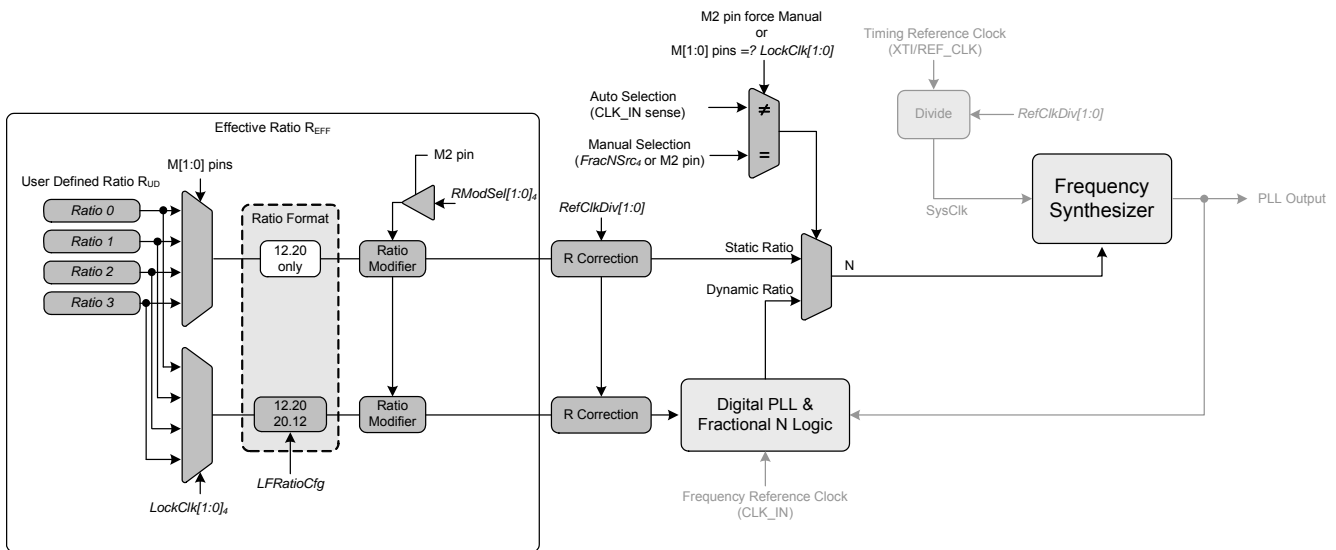 M2 pin force Manual
or
M[1:0] pins =? LockClk[1:0]
Timing Reference Clock
(XTI/REF_CLK)
Auto Selection
(CLK_IN sense)
≠
Divide
RefClkDiv[1:0]
Effective Ratio REFF
Manual Selection
(FracNSrc4 or M2 pin)
=
M[1:0] pins
M2 pin
User Defined Ratio RUD
RModSel[1:0]4
Frequency
Synthesizer
PLL Output
Ratio 0
Ratio Format
RefClkDiv[1:0]
SysClk
Ratio 1
12.20
only
Ratio
Modifier
R Correction
Static Ratio
N
Ratio 2
Ratio 3
Dynamic Ratio
12.20
20.12
Ratio
Modifier
R Correction
Digital PLL &
Fractional N Logic
LFRatioCfg
LockClk[1:0]4
Frequency Reference Clock
(CLK_IN)